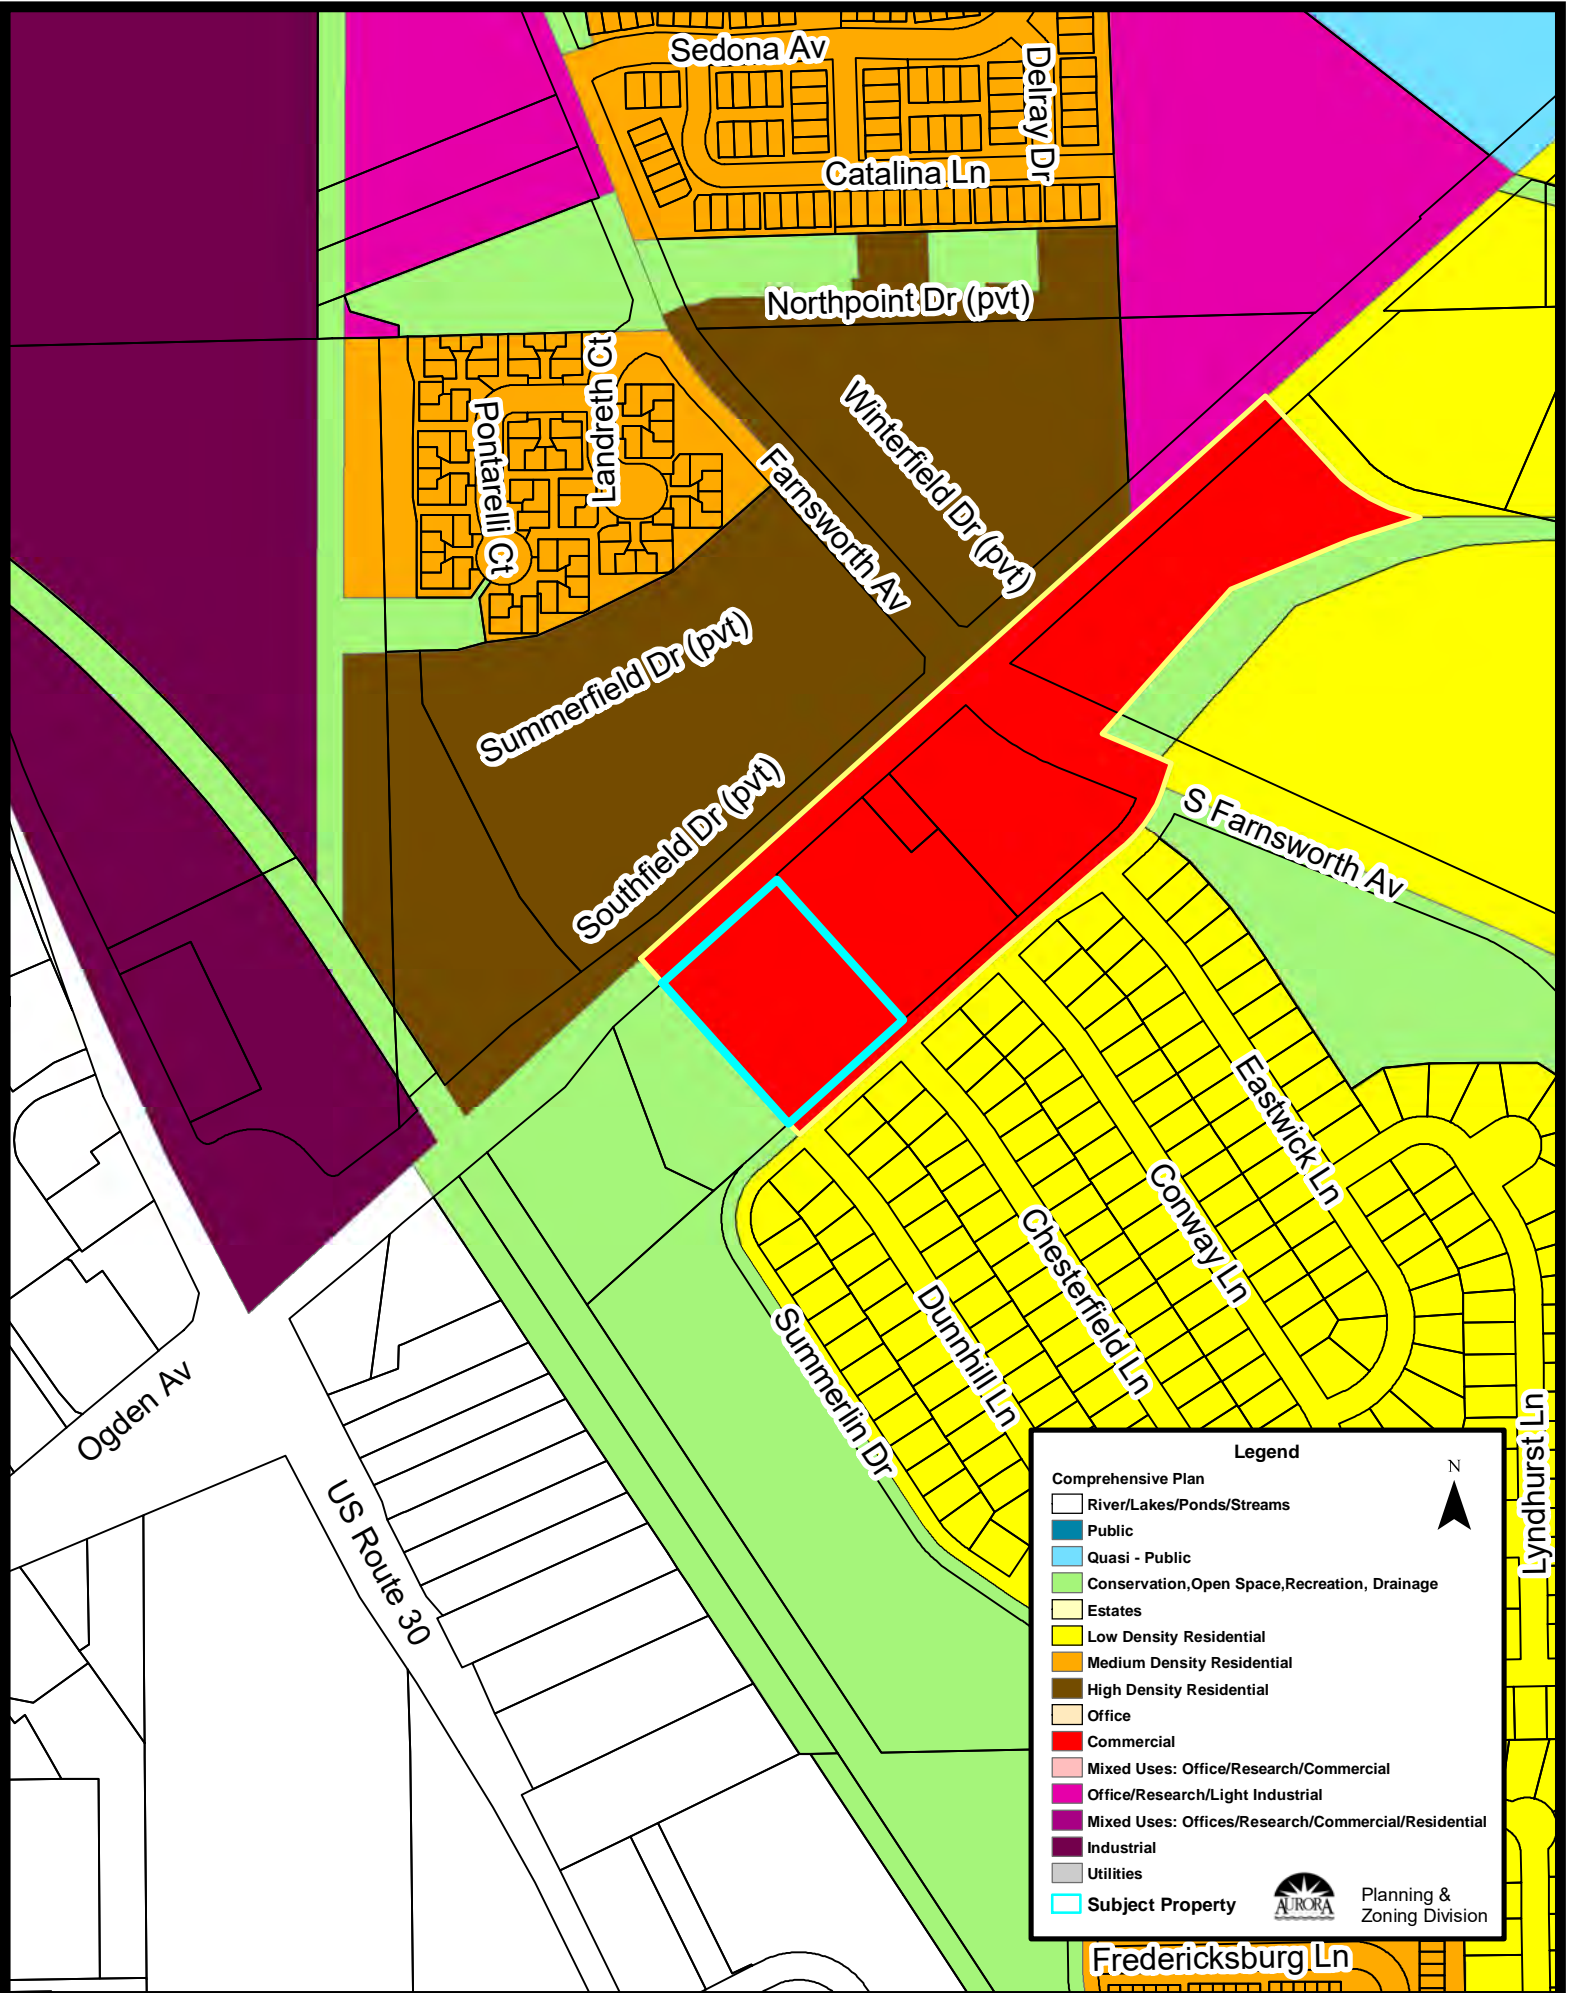 Sedona Av
Delray Dr
Catalina Ln
Northpoint Dr (pvt)
Landreth Ct
Pontarelli Ct
Winterfield Dr (pvt)
Farnsworth Av
Summerfield Dr (pvt)
Southfield Dr (pvt)
S Farnsworth Av
Eastwick Ln
Conway Ln
Chesterfield Ln
Dunnhill Ln
Summerlin Dr
Ogden Av
US Route 30
Lyndhurst Ln
Legend
Comprehensive Plan
N
River/Lakes/Ponds/Streams
Public
Quasi - Public
Conservation,Open Space,Recreation, Drainage
Estates
Low Density Residential
Medium Density Residential
High Density Residential
Office
Commercial
Mixed Uses: Office/Research/Commercial
Office/Research/Light Industrial
Mixed Uses: Offices/Research/Commercial/Residential
Industrial
Utilities
Subject Property
AURORA
Planning &
Zoning Division
Fredericksburg Ln